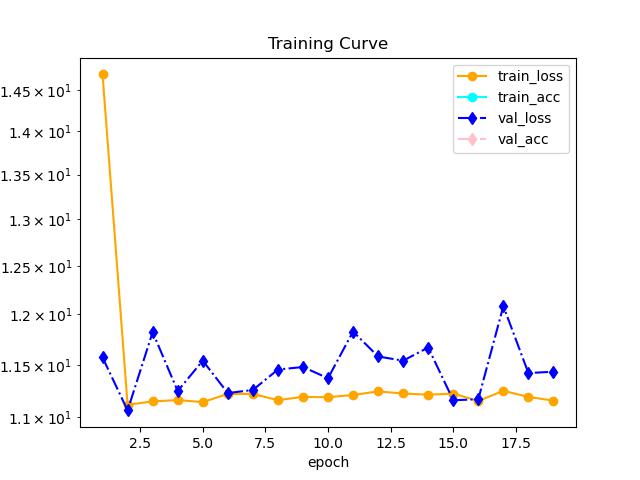 Training Curve
train_loss
train_acc
val_loss
val_acc
1.45 × 10¹
1.4 × 10¹
1.35 × 10¹
1.3 × 10¹
1.25 × 10¹
1.2 × 10¹
1.15 × 10¹
1.1 × 10¹
2.5 5.0 7.5 10.0 12.5 15.0 17.5
epoch